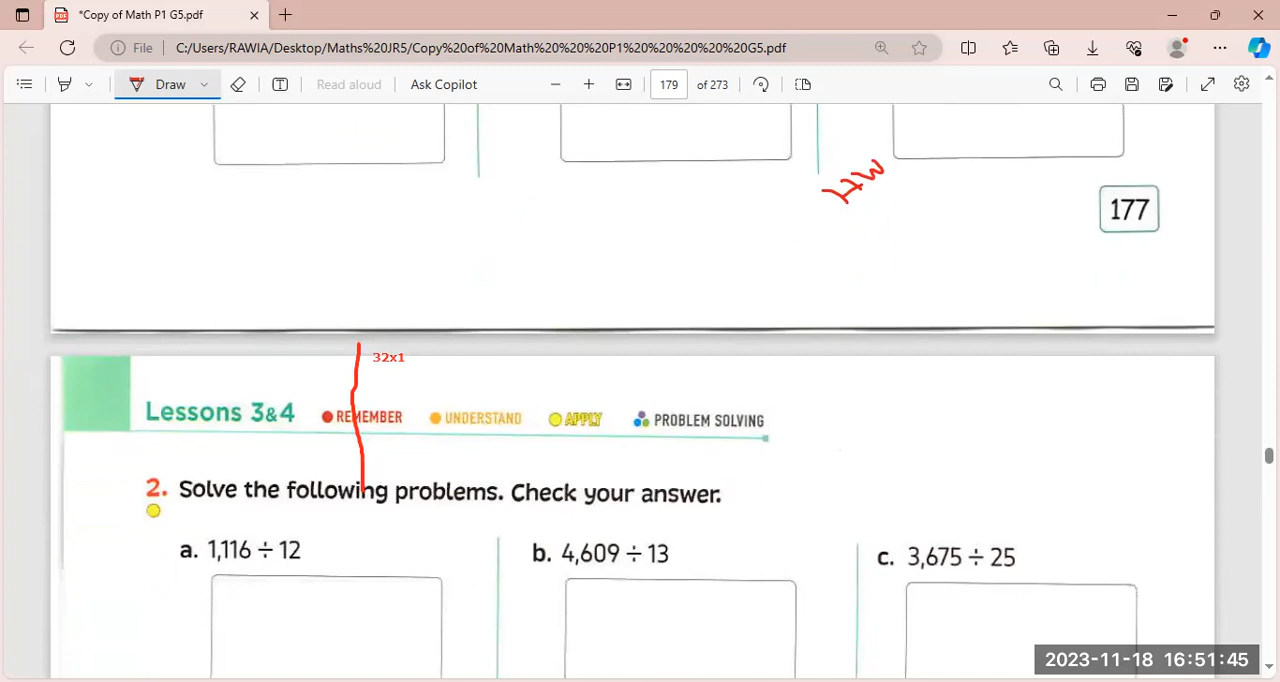 *Copy of Math P1 G5.pdf
File C:/Users/RAWIA/Desktop/Maths%20JR5/Copy%20of%20Math%20%20%20P1%20%20%20%20%20G5.pdf
Draw Read aloud Ask Copilot 179 of 273
HW
177
32x1
Lessons 3&4 REMEMBER UNDERSTAND APPLY PROBLEM SOLVING
2. Solve the following problems. Check your answer.
a. 1,116 ÷ 12 b. 4,609 ÷ 13 c. 3,675 ÷ 25
2023-11-18 16:51:45